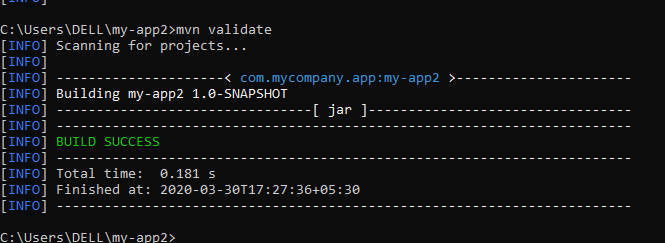 C:\Users\DELL\my-app2>mvn validate
[INFO] Scanning for projects...
[INFO]
[INFO] ---------------------< com.mycompany.app:my-app2 >----------------------
[INFO] Building my-app2 1.0-SNAPSHOT
[INFO] --------------------------------[ jar ]---------------------------------
[INFO] ------------------------------------------------------------------------
[INFO] BUILD SUCCESS
[INFO] ------------------------------------------------------------------------
[INFO] Total time:  0.181 s
[INFO] Finished at: 2020-03-30T17:27:36+05:30
[INFO] ------------------------------------------------------------------------
C:\Users\DELL\my-app2>